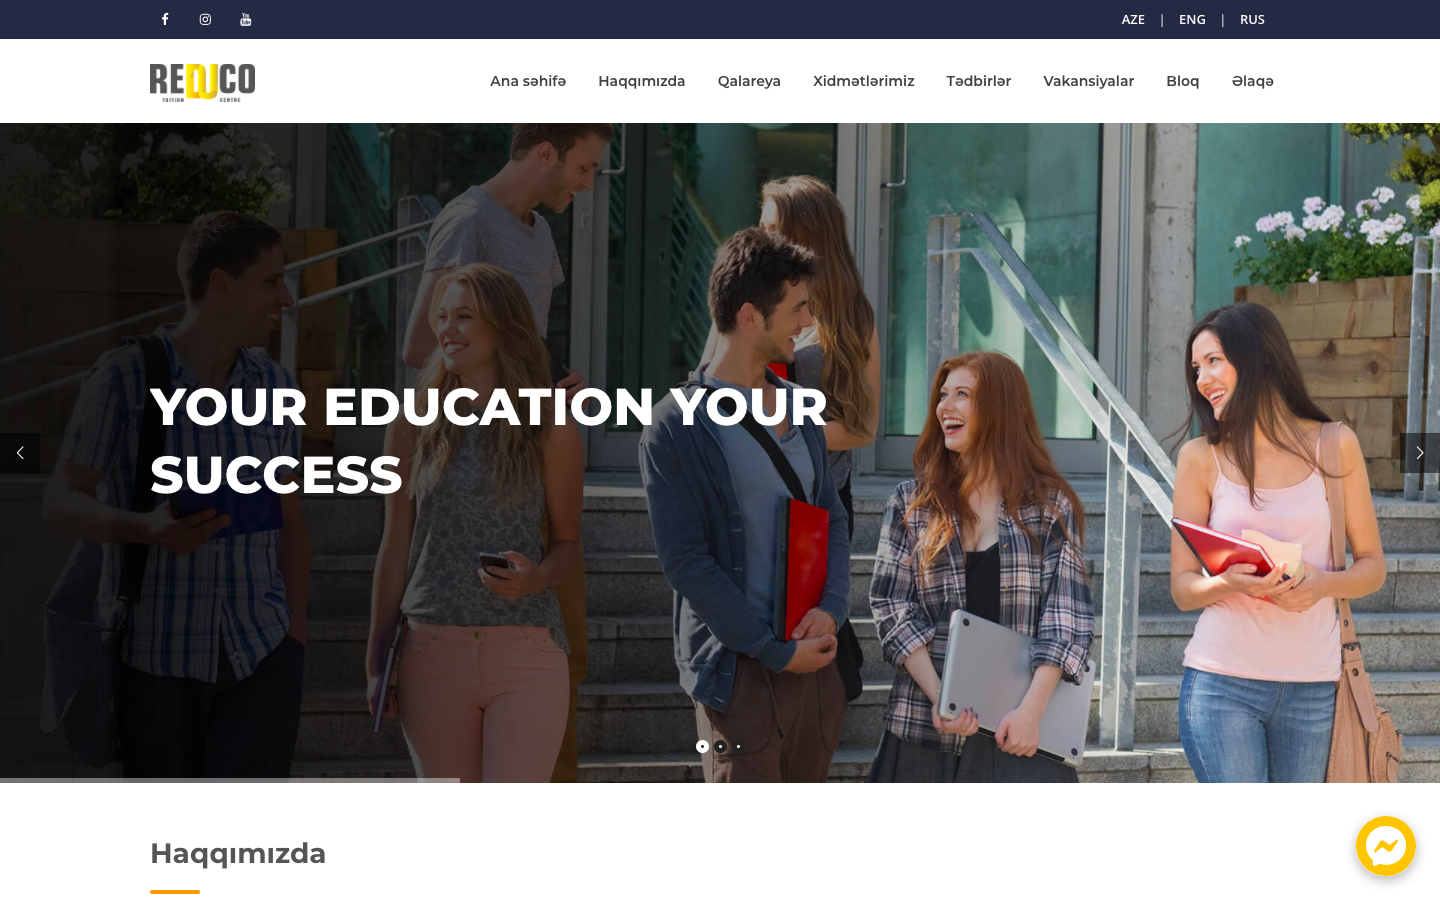 AZE | ENG | RUS
REDUCO
TUITION CENTRE
Ana səhifə Haqqımızda Qalareya Xidmətlərimiz Tədbirlər Vakansiyalar Bloq Əlaqə
YOUR EDUCATION YOUR
SUCCESS
Haqqımızda